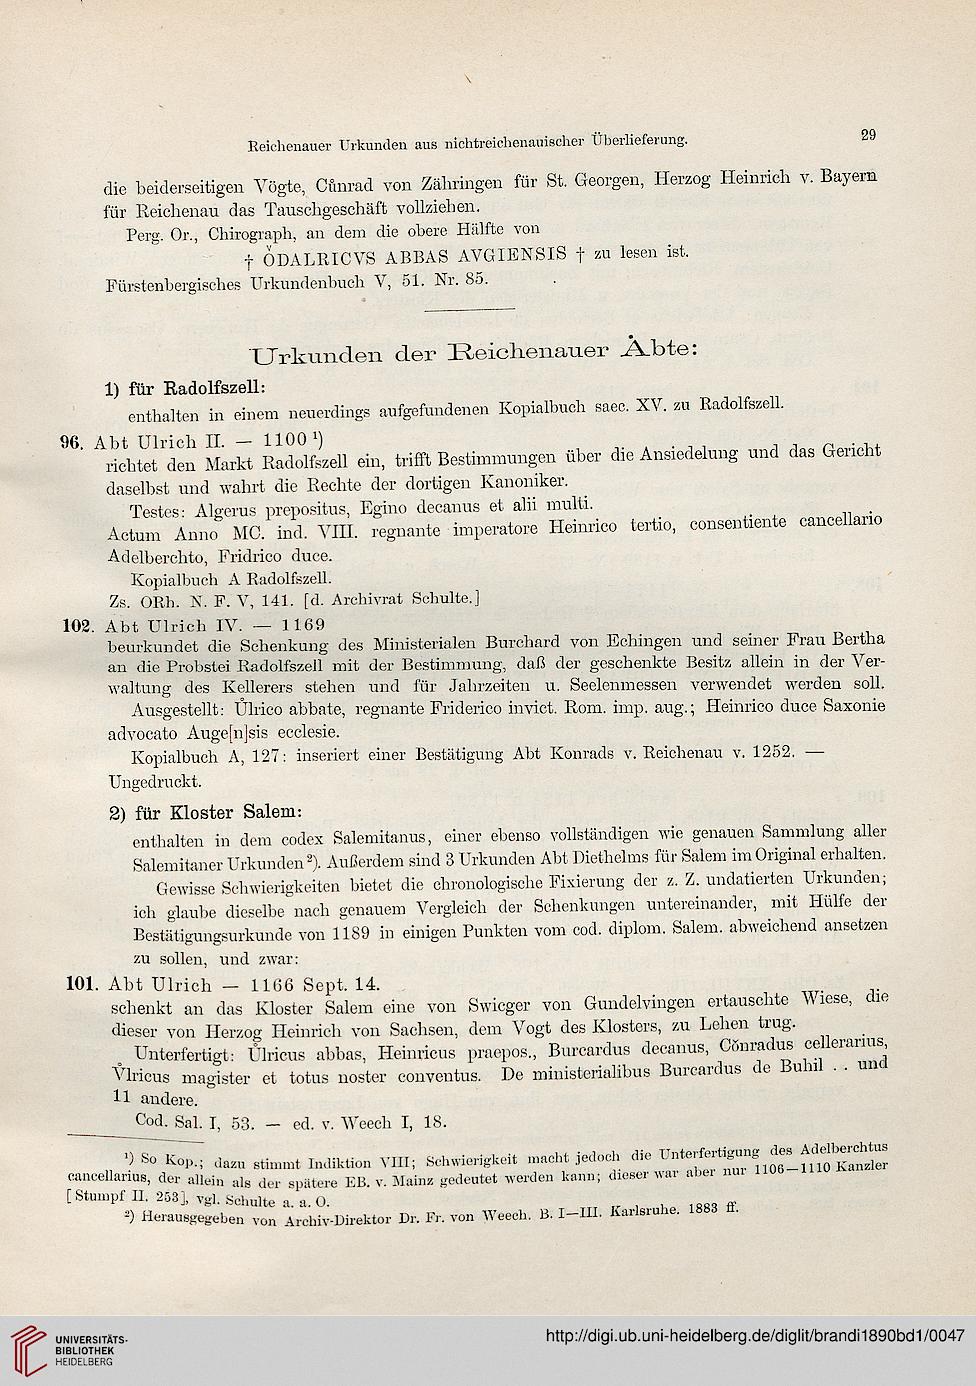 Reichenauer Urkunden aus nichtreichenauischer Überlieferung. 29
die beiderseitigen Vögte, Cůnrad von Zähringen für St. Georgen, Herzog Heinrich v. Bayern
für Reichenau das Tauschgeschäft vollziehen.
Perg. Or., Chirograph, an dem die obere Hälfte von
† Ǒ̌DALRICVS ABBAS AVGIENSIS † zu lesen ist.
Fürstenbergisches Urkundenbuch V, 51. Nr. 85.
Urkunden der Reichenauer Äbte:
1) für Radolfszell:
enthalten in einem neuerdings aufgefundenen Kopialbuch saec. XV. zu Radolfszell.
96. Abt Ulrich II. — 1100 ¹)
richtet den Markt Radolfszell ein, trifft Bestimmungen über die Ansiedelung und das Gericht
daselbst und wahrt die Rechte der dortigen Kanoniker.
Testes: Algerus prepositus, Egino decanus et alii multi.
Actum Anno MC. ind. VIII. regnante imperatore Heinrico tertio, consentiente cancellario
Adelberchto, Fridrico duce.
Kopialbuch A Radolfszell.
Zs. ORh. N. F. V, 141. [d. Archivrat Schulte.]
102. Abt Ulrich IV. — 1169
beurkundet die Schenkung des Ministerialen Burchard von Echingen und seiner Frau Bertha
an die Probstei Radolfszell mit der Bestimmung, daß der geschenkte Besitz allein in der Ver-
waltung des Kellerers stehen und für Jahrzeiten u. Seelenmessen verwendet werden soll.
Ausgestellt: Ůlrico abbate, regnante Friderico invict. Rom. imp. aug.; Heinrico duce Saxonie
advocato Auge[n]sis ecclesie.
Kopialbuch A, 127: inseriert einer Bestätigung Abt Konrads v. Reichenau v. 1252. —
Ungedruckt.
2) für Kloster Salem:
enthalten in dem codex Salemitanus, einer ebenso vollständigen wie genauen Sammlung aller
Salemitaner Urkunden ²). Außerdem sind 3 Urkunden Abt Diethelms für Salem im Original erhalten.
Gewisse Schwierigkeiten bietet die chronologische Fixierung der z. Z. undatierten Urkunden;
ich glaube dieselbe nach genauem Vergleich der Schenkungen untereinander, mit Hülfe der
Bestätigungsurkunde von 1189 in einigen Punkten vom cod. diplom. Salem. abweichend ansetzen
zu sollen, und zwar:
101. Abt Ulrich — 1166 Sept. 14.
schenkt an das Kloster Salem eine von Swicger von Gundelvingen ertauschte Wiese, die
dieser von Herzog Heinrich von Sachsen, dem Vogt des Klosters, zu Lehen trug.
Unterfertigt: Ůlricus abbas, Heinricus praepos., Burcardus decanus, Cŏnradus cellerarius,
V̊lricus magister et totus noster conventus. De ministerialibus Burcardus de Buhil . . und
11 andere.
Cod. Sal. I, 53. — ed. v. Weech I, 18.
¹) So Kop.; dazu stimmt Indiktion VIII; Schwierigkeit macht jedoch die Unterfertigung des Adelberchtus
cancellarius, der allein als der spätere EB. v. Mainz gedeutet werden kann; dieser war aber nur 1106—1110 Kanzler
[Stumpf II. 253], vgl. Schulte a. a. O.
²) Herausgegeben von Archiv-Direktor Dr. Fr. von Weech. B. I—III. Karlsruhe. 1883 ff.
UNIVERSITÄTS-
BIBLIOTHEK
HEIDELBERG
http://digi.ub.uni-heidelberg.de/diglit/brandi1890bd1/0047